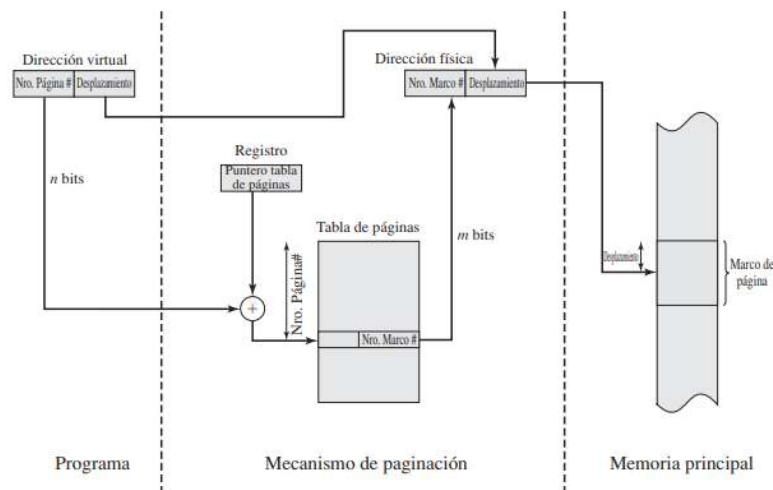 Dirección virtual
Nro. Página #
Desplazamiento
Dirección física
Nro. Marco #
Desplazamiento
n bits
Registro
Puntero tabla
de páginas
Tabla de páginas
m bits
Nro. Página#
+
Nro. Marco #
Desplazamiento
Marco de
página
Programa
Mecanismo de paginación
Memoria principal